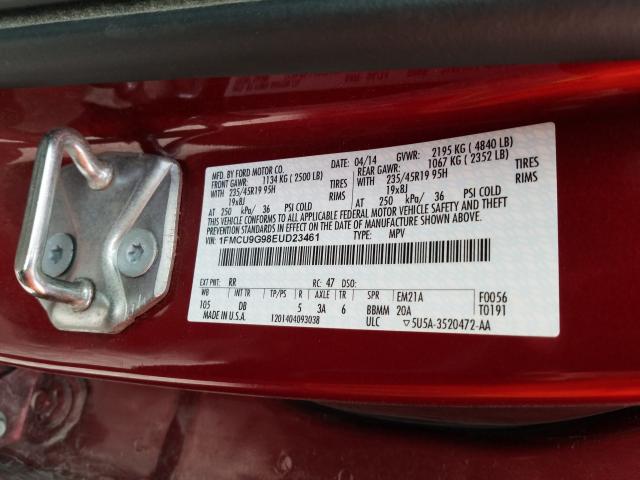 MFD. BY FORD MOTOR CO. 04/14 GVWR: 2195 KG ( 4840 LB)
FRONT GAWR: 1134 KG ( 2500 LB) REAR GAWR: 1067 KG ( 2352 LB)
WITH 235/45R19 95H TIRES WITH 235/45R19 95H TIRES
19x8J RIMS 19x8J RIMS
AT 250 kPa/ 36 PSI COLD AT 250 kPa/ 36 PSI COLD
THIS VEHICLE CONFORMS TO ALL APPLICABLE FEDERAL MOTOR VEHICLE SAFETY AND THEFT
PREVENTION STANDARDS IN EFFECT ON THE DATE OF MANUFACTURE SHOWN ABOVE.
VIN: 1FMCU9G98EUD23461 TYPE: MPV
EXT PNT: RR RC: 47 DSO:
WB INT TR TP/PS R AXLE TR SPR EM21A F0056
105 DB 5 3A 6 BBMM 20A T0191
MADE IN U.S.A. 1201404093038 ULC ▽5U5A-3520472-AA